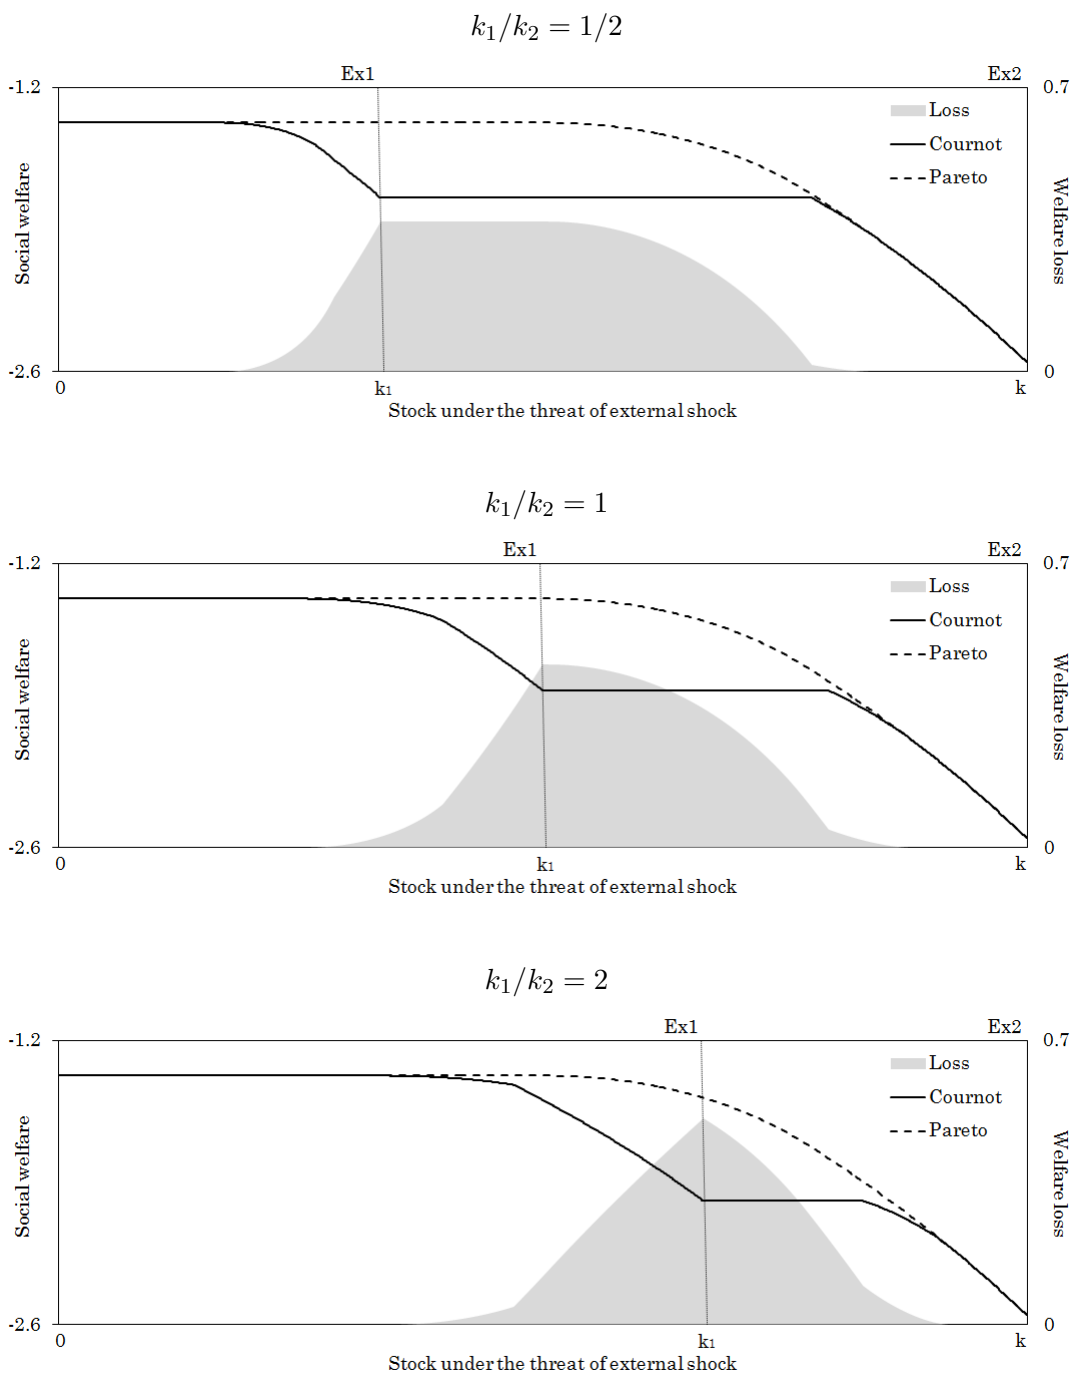 k₁/k₂ = 1/2
Ex1 Ex2
-1.2 0.7
Loss
Cournot
Pareto
Social welfare
Welfare loss
-2.6 0
0 k₁ k
Stock under the threat of external shock
k₁/k₂ = 1
Ex1 Ex2
-1.2 0.7
Loss
Cournot
Pareto
Social welfare
Welfare loss
-2.6 0
0 k₁ k
Stock under the threat of external shock
k₁/k₂ = 2
Ex1 Ex2
-1.2 0.7
Loss
Cournot
Pareto
Social welfare
Welfare loss
-2.6 0
0 k₁ k
Stock under the threat of external shock